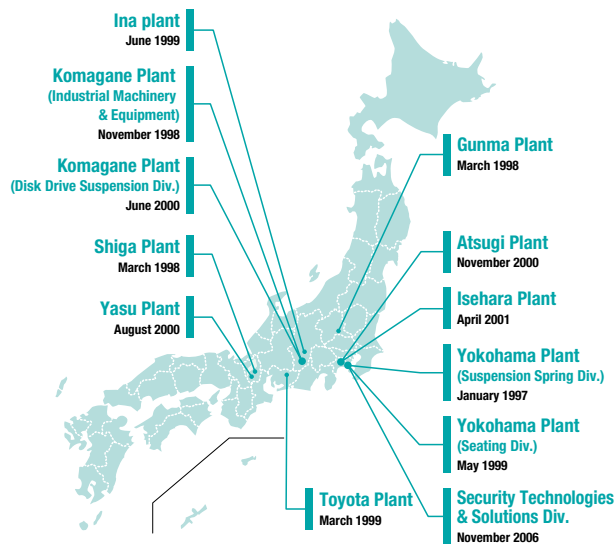 Ina plant
June 1999
Komagane Plant
(Industrial Machinery
& Equipment)
November 1998
Komagane Plant
(Disk Drive Suspension Div.)
June 2000
Shiga Plant
March 1998
Yasu Plant
August 2000
Gunma Plant
March 1998
Atsugi Plant
November 2000
Isehara Plant
April 2001
Yokohama Plant
(Suspension Spring Div.)
January 1997
Yokohama Plant
(Seating Div.)
May 1999
Security Technologies
& Solutions Div.
November 2006
Toyota Plant
March 1999